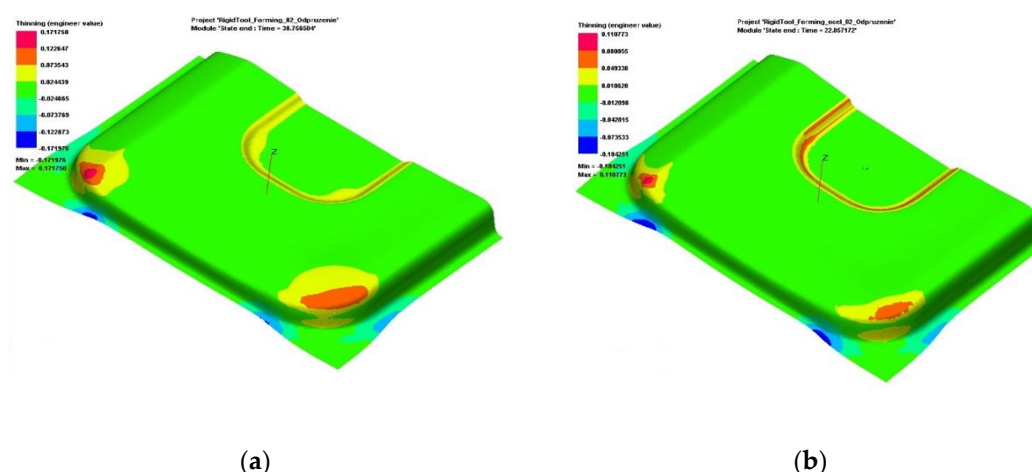 Thinning (engineer value)
0.171750
0.122647
0.073543
0.024439
-0.024665
-0.073769
-0.122873
-0.171976
Min = -0.171976
Max = 0.171750
Project 'RigidTool_Forming_02_Odpruzenie'
Module 'State end : Time = 38.756504'
Z
(a)
Thinning (engineer value)
0.110773
0.080055
0.049338
0.018620
-0.012098
-0.042815
-0.073533
-0.104251
Min = -0.104251
Max = 0.110773
Project 'RigidTool_Forming_ocel_02_Odpruzenie'
Module 'State end : Time = 22.857172'
Z
(b)